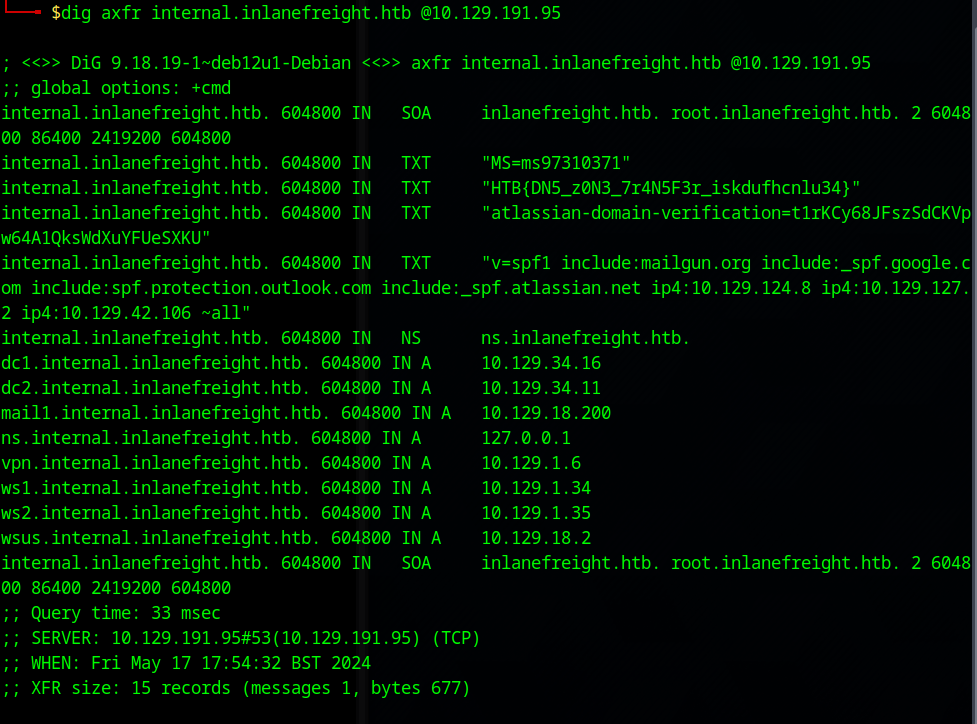 $dig axfr internal.inlanefreight.htb @10.129.191.95
; <<>> DiG 9.18.19-1~deb12u1-Debian <<>> axfr internal.inlanefreight.htb @10.129.191.95
;; global options: +cmd
internal.inlanefreight.htb. 604800 IN   SOA     inlanefreight.htb. root.inlanefreight.htb. 2 6048
00 86400 2419200 604800
internal.inlanefreight.htb. 604800 IN   TXT     "MS=ms97310371"
internal.inlanefreight.htb. 604800 IN   TXT     "HTB{DN5_z0N3_7r4N5F3r_iskdufhcnlu34}"
internal.inlanefreight.htb. 604800 IN   TXT     "atlassian-domain-verification=t1rKCy68JFszSdCKVp
w64A1QksWdXuYFUeSXKU"
internal.inlanefreight.htb. 604800 IN   TXT     "v=spf1 include:mailgun.org include:_spf.google.c
om include:spf.protection.outlook.com include:_spf.atlassian.net ip4:10.129.124.8 ip4:10.129.127.
2 ip4:10.129.42.106 ~all"
internal.inlanefreight.htb. 604800 IN   NS      ns.inlanefreight.htb.
dc1.internal.inlanefreight.htb. 604800 IN A     10.129.34.16
dc2.internal.inlanefreight.htb. 604800 IN A     10.129.34.11
mail1.internal.inlanefreight.htb. 604800 IN A   10.129.18.200
ns.internal.inlanefreight.htb. 604800 IN A      127.0.0.1
vpn.internal.inlanefreight.htb. 604800 IN A     10.129.1.6
ws1.internal.inlanefreight.htb. 604800 IN A     10.129.1.34
ws2.internal.inlanefreight.htb. 604800 IN A     10.129.1.35
wsus.internal.inlanefreight.htb. 604800 IN A    10.129.18.2
internal.inlanefreight.htb. 604800 IN   SOA     inlanefreight.htb. root.inlanefreight.htb. 2 6048
00 86400 2419200 604800
;; Query time: 33 msec
;; SERVER: 10.129.191.95#53(10.129.191.95) (TCP)
;; WHEN: Fri May 17 17:54:32 BST 2024
;; XFR size: 15 records (messages 1, bytes 677)